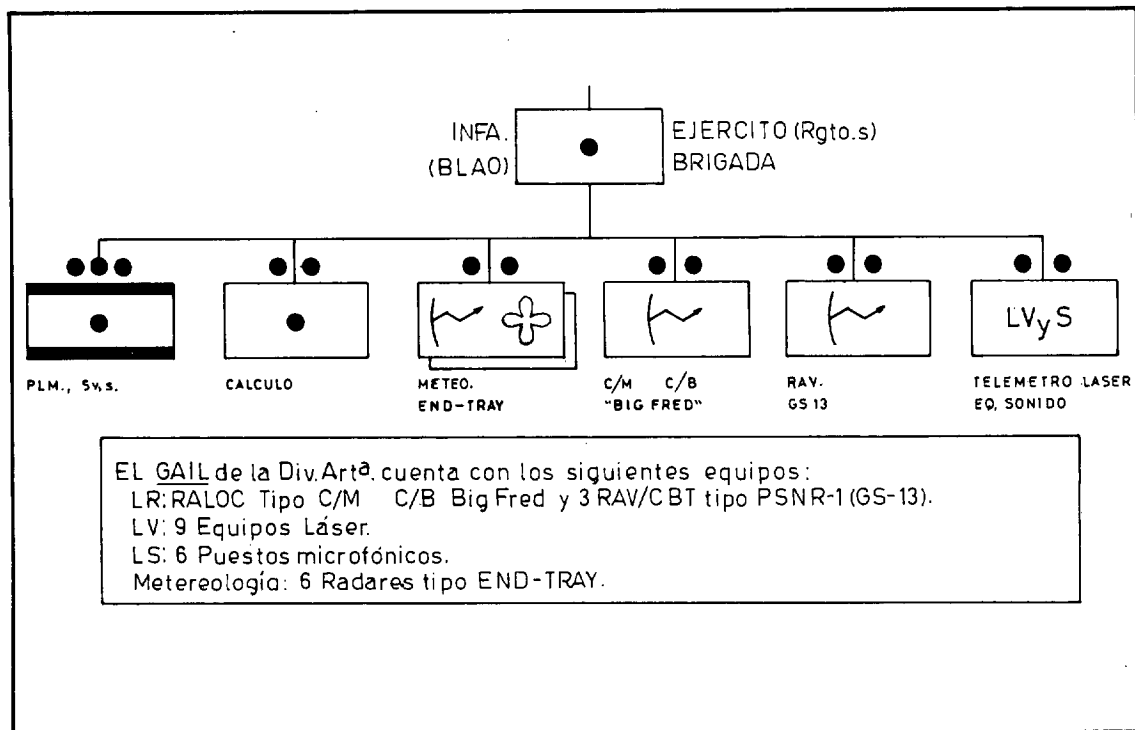 INFA.
(BLAO)
EJERCITO (Rgto.s)
BRIGADA
PLM., Svs.
CALCULO
METEO.
END-TRAY
C/M C/B
"BIG FRED"
RAV.
GS 13
LVyS
TELEMETRO LASER
EQ. SONIDO
EL GAIL de la Div. Artª. cuenta con los siguientes equipos:
LR: RALOC Tipo C/M C/B Big Fred y 3 RAV/CBT tipo PSNR-1 (GS-13).
LV: 9 Equipos Láser.
LS: 6 Puestos microfónicos.
Metereología: 6 Radares tipo END-TRAY.